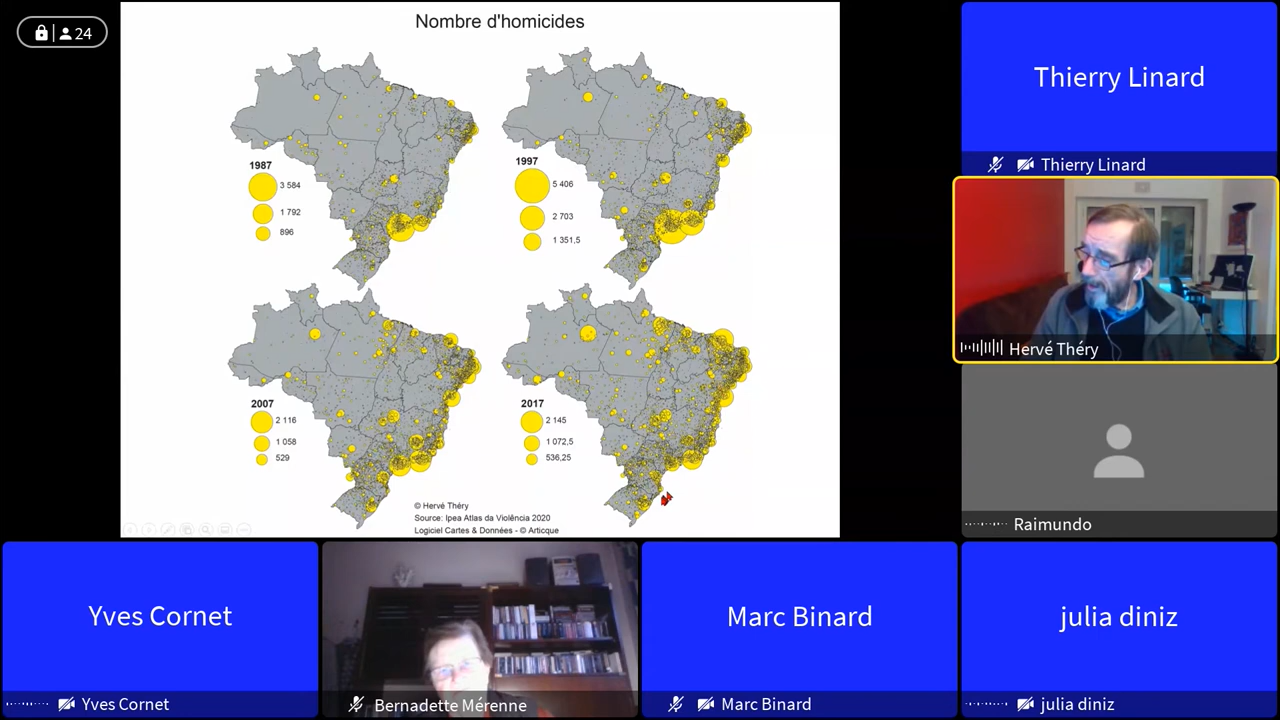 24
Nombre d'homicides
1987
3 584
1 792
896
1997
5 406
2 703
1 351,5
2007
2 116
1 058
529
2017
2 145
1 072,5
536,25
© Hervé Théry
Source: Ipea Atlas da Violência 2020
Logiciel Cartes & Données - © Articque
Thierry Linard
Thierry Linard
Hervé Théry
Raimundo
Yves Cornet
Yves Cornet
Bernadette Mérenne
Marc Binard
Marc Binard
julia diniz
julia diniz